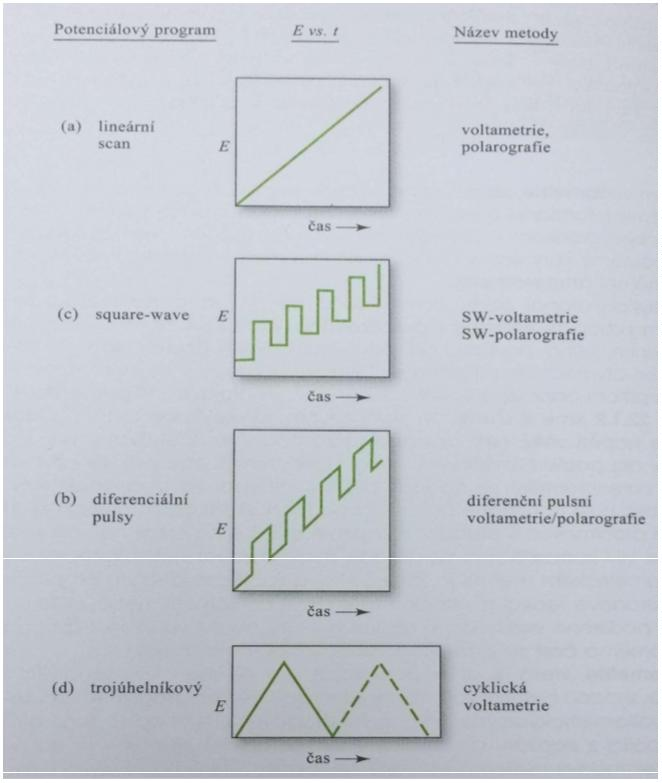 Potenciálový program
E vs. t
Název metody
(a) lineární
scan
E
čas
voltametrie,
polarografie
(c) square-wave
E
čas
SW-voltametrie
SW-polarografie
(b) diferenciální
pulsy
E
čas
diferenční pulsní
voltametrie/polarografie
(d) trojúhelníkový
E
čas
cyklická
voltametrie